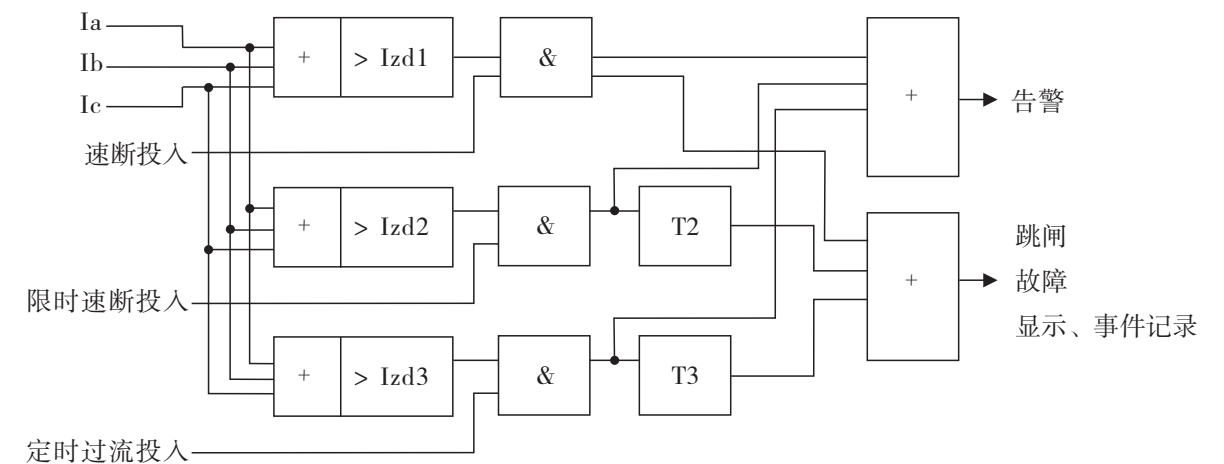 Ia
Ib
Ic
+ > Izd1
&
+
告警
速断投入
+ > Izd2
&
T2
+
跳闸
故障
显示、事件记录
限时速断投入
+ > Izd3
&
T3
定时过流投入